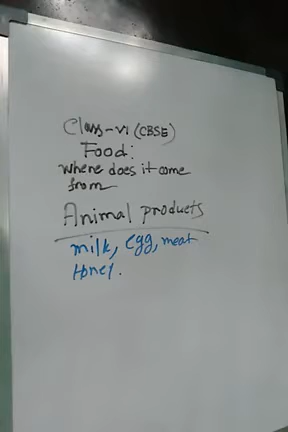 Class-VI (CBSE)
Food:
where does it come
from
Animal products
milk, egg, meat
Honey.